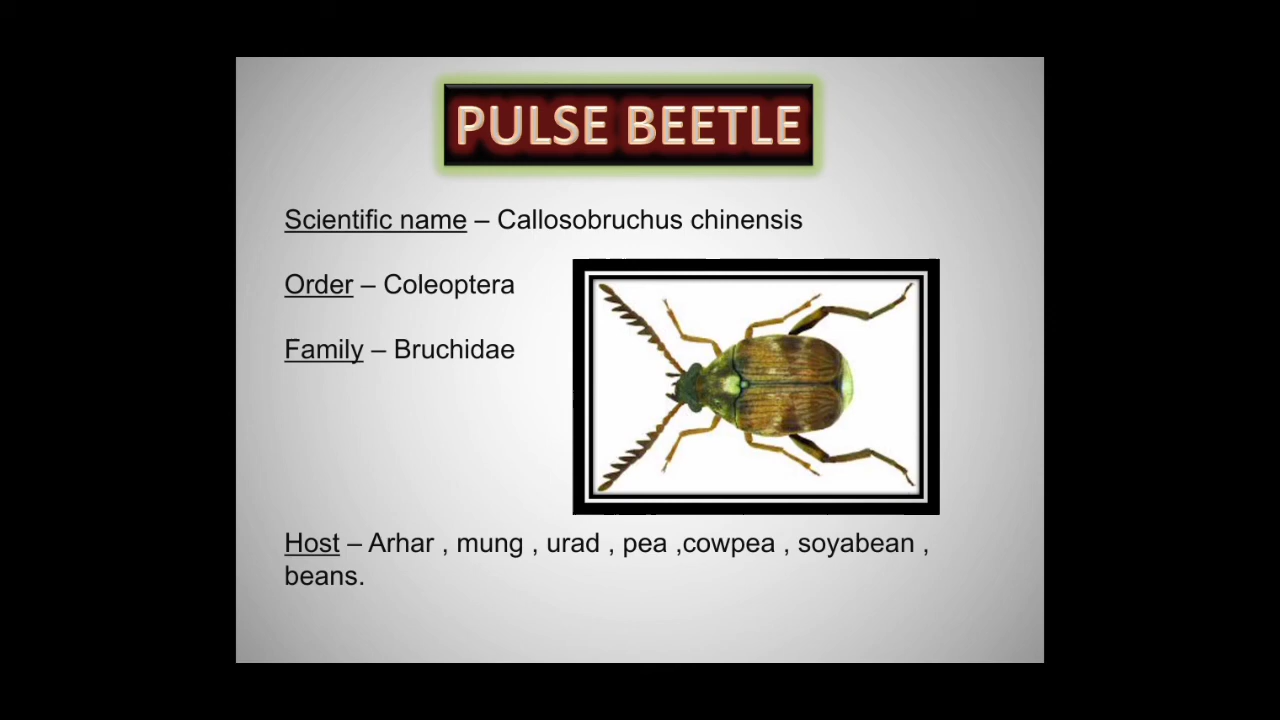 PULSE BEETLE
Scientific name – Callosobruchus chinensis
Order – Coleoptera
Family – Bruchidae
Host – Arhar , mung , urad , pea ,cowpea , soyabean ,
beans.